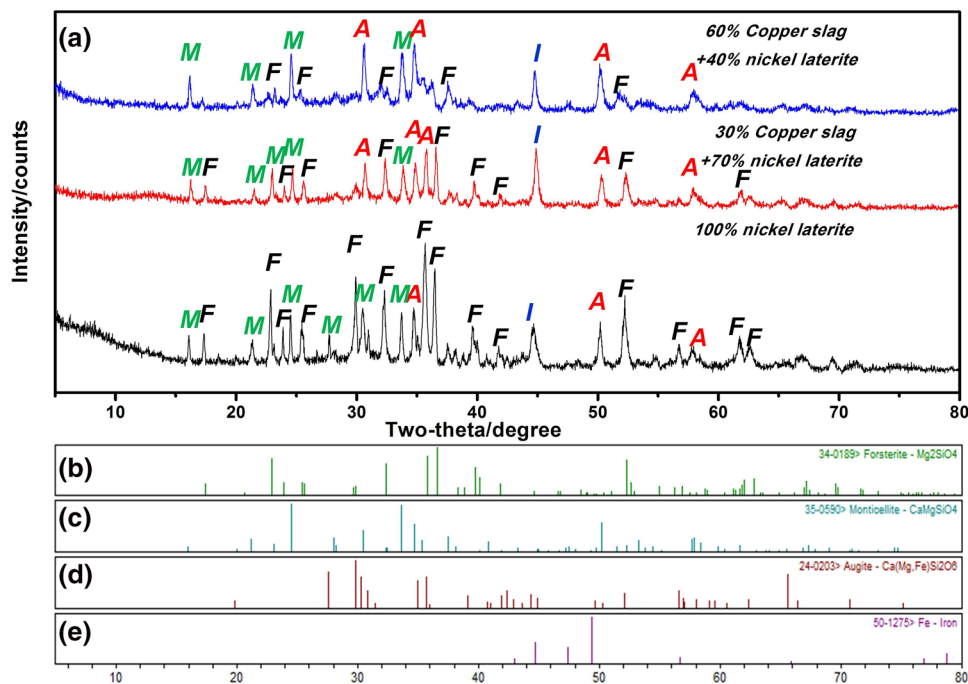 (a)
60% Copper slag
+40% nickel laterite
M M F M F A F M A F I A F A
30% Copper slag
+70% nickel laterite
M F M M F M F A F M A A F F F I A F A F
100% nickel laterite
M F M F F M F M F M F M A F F F F I A F F A F F
Intensity/counts
10 20 30 40 50 60 70 80
Two-theta/degree
(b)
34-0189> Forsterite - Mg2SiO4
(c)
35-0590> Monticellite - CaMgSiO4
(d)
24-0203> Augite - Ca(Mg,Fe)Si2O6
(e)
50-1275> Fe - Iron
10 20 30 40 50 60 70 80